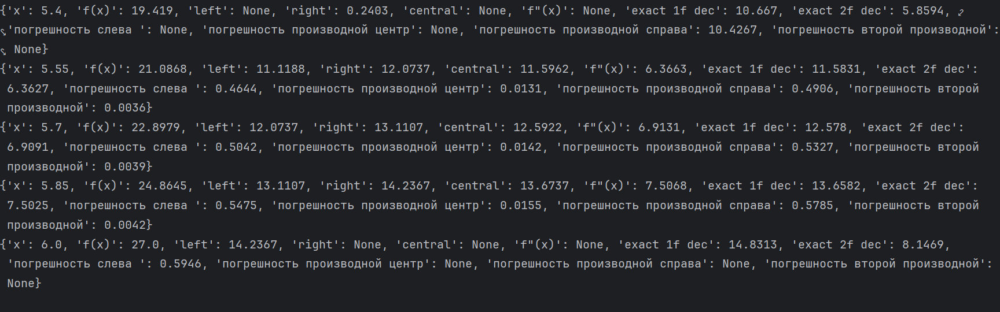 {'x': 5.4, 'f(x)': 19.419, 'left': None, 'right': 0.2403, 'central': None, 'f"(x)': None, 'exact 1f dec': 10.667, 'exact 2f dec': 5.8594,
'погрешность слева ': None, 'погрешность производной центр': None, 'погрешность производной справа': 10.4267, 'погрешность второй производной':
None}
{'x': 5.55, 'f(x)': 21.0868, 'left': 11.1188, 'right': 12.0737, 'central': 11.5962, 'f"(x)': 6.3663, 'exact 1f dec': 11.5831, 'exact 2f dec':
6.3627, 'погрешность слева ': 0.4644, 'погрешность производной центр': 0.0131, 'погрешность производной справа': 0.4906, 'погрешность второй
производной': 0.0036}
{'x': 5.7, 'f(x)': 22.8979, 'left': 12.0737, 'right': 13.1107, 'central': 12.5922, 'f"(x)': 6.9131, 'exact 1f dec': 12.578, 'exact 2f dec':
6.9091, 'погрешность слева ': 0.5042, 'погрешность производной центр': 0.0142, 'погрешность производной справа': 0.5327, 'погрешность второй
производной': 0.0039}
{'x': 5.85, 'f(x)': 24.8645, 'left': 13.1107, 'right': 14.2367, 'central': 13.6737, 'f"(x)': 7.5068, 'exact 1f dec': 13.6582, 'exact 2f dec':
7.5025, 'погрешность слева ': 0.5475, 'погрешность производной центр': 0.0155, 'погрешность производной справа': 0.5785, 'погрешность второй
производной': 0.0042}
{'x': 6.0, 'f(x)': 27.0, 'left': 14.2367, 'right': None, 'central': None, 'f"(x)': None, 'exact 1f dec': 14.8313, 'exact 2f dec': 8.1469,
'погрешность слева ': 0.5946, 'погрешность производной центр': None, 'погрешность производной справа': None, 'погрешность второй производной':
None}